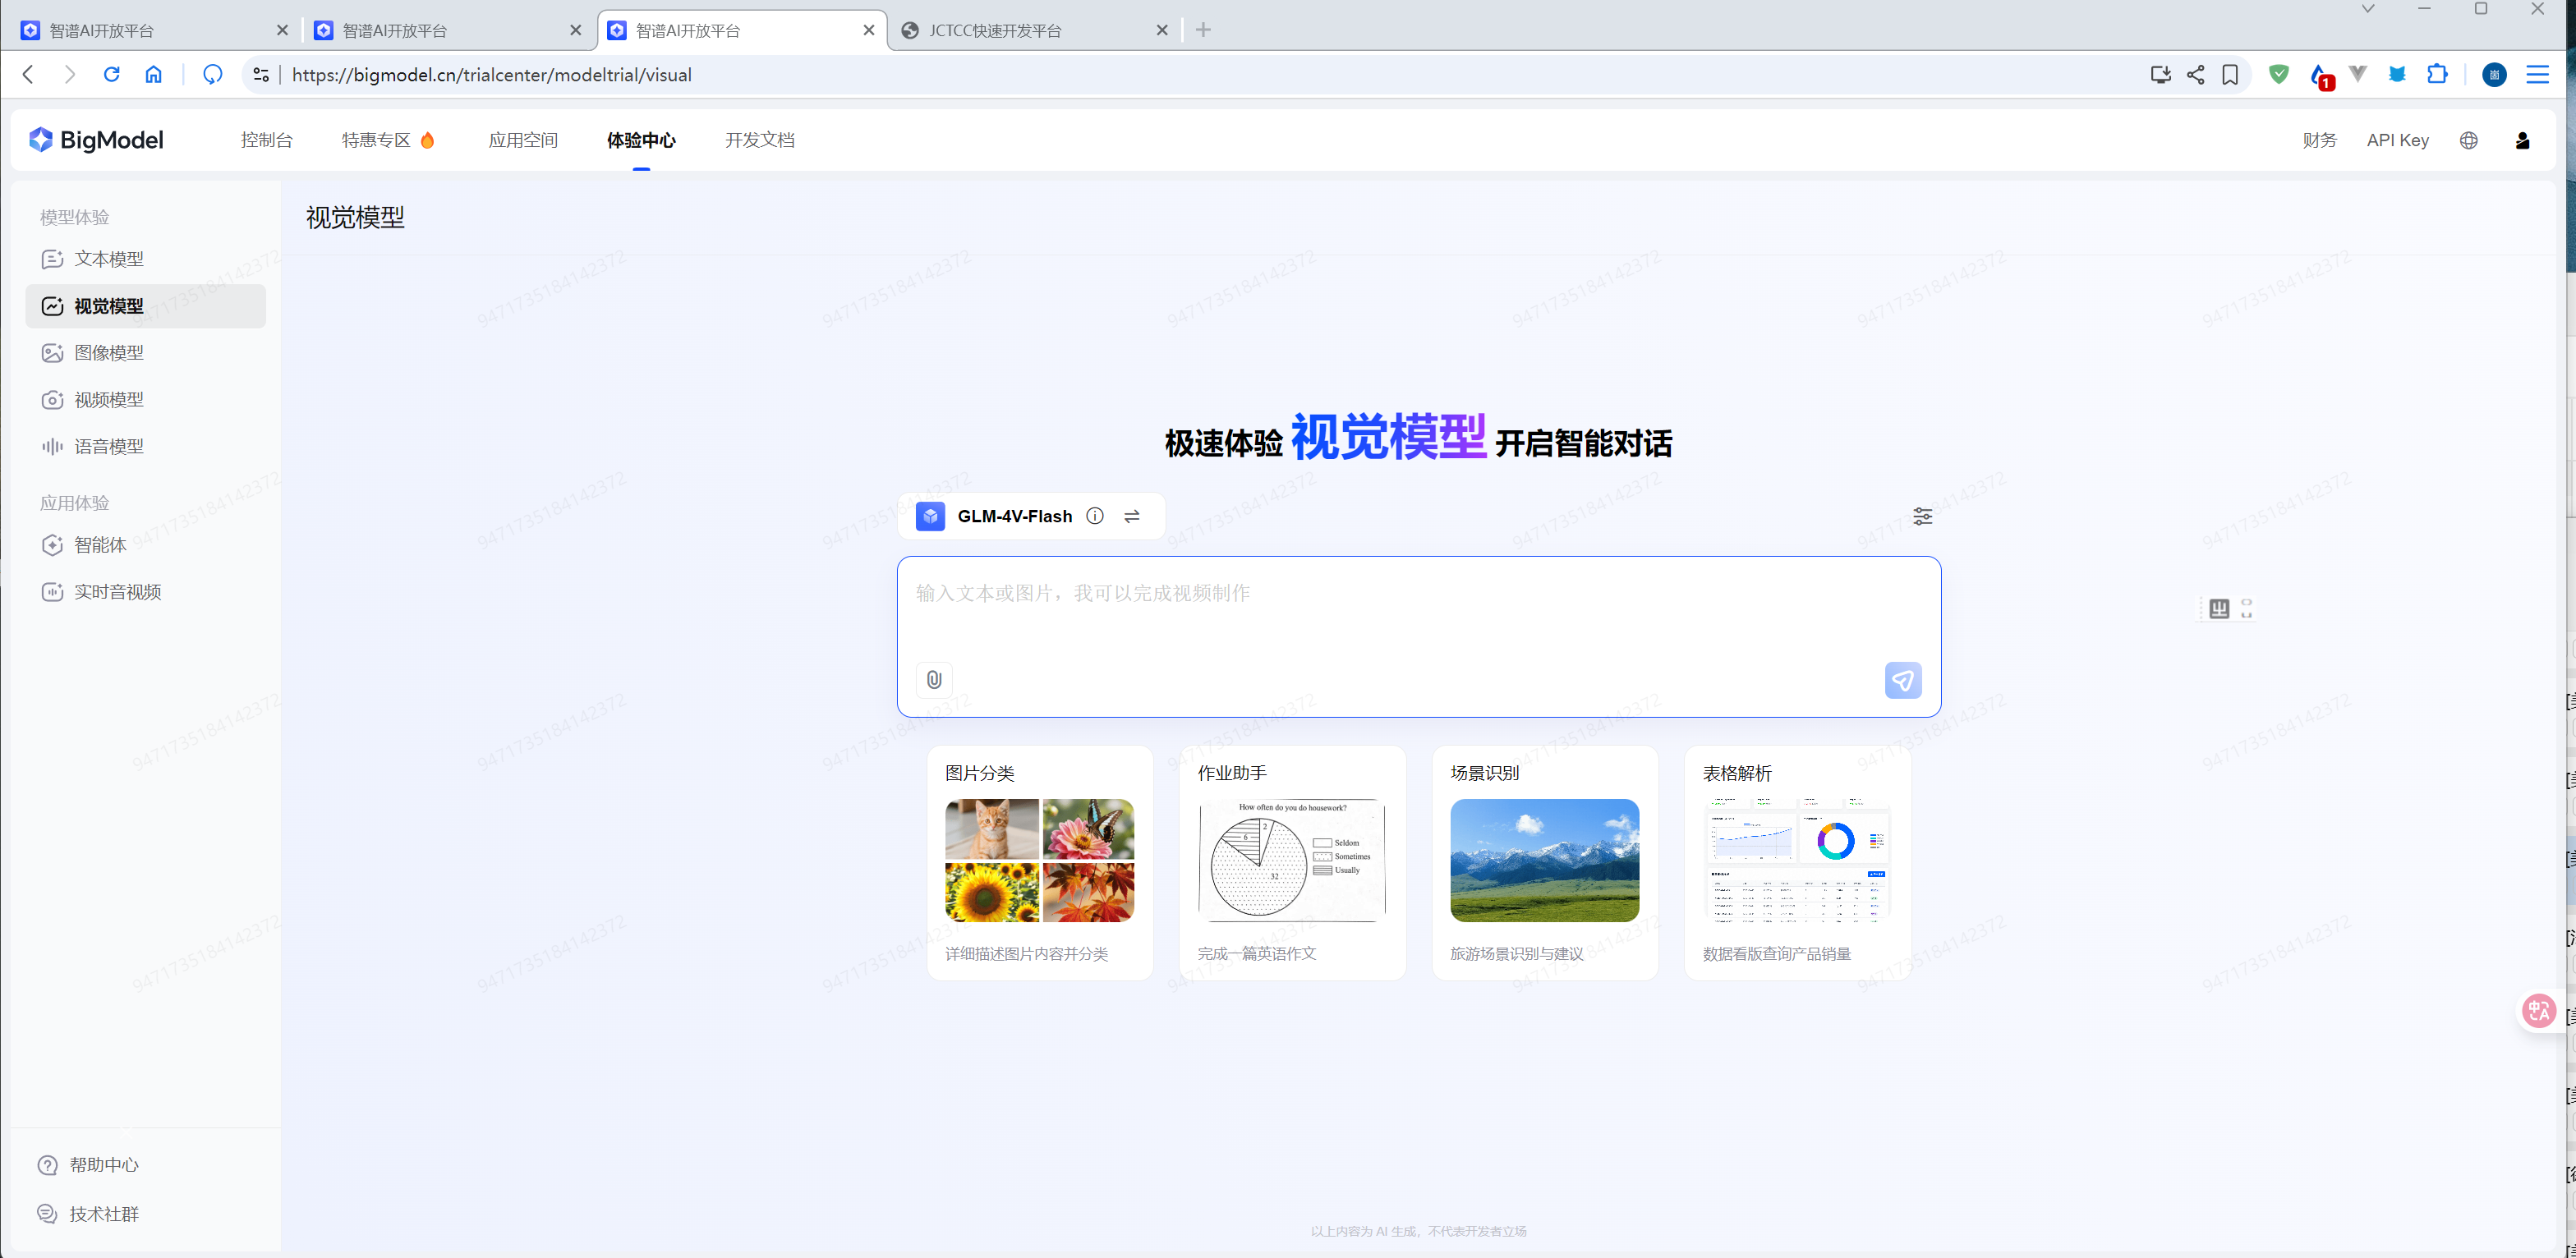 智谱AI开放平台
智谱AI开放平台
智谱AI开放平台
JCTCC快速开发平台
https://bigmodel.cn/trialcenter/modeltrial/visual
1
BigModel
控制台
特惠专区
应用空间
体验中心
开发文档
财务
API Key
模型体验
文本模型
视觉模型
图像模型
视频模型
语音模型
应用体验
智能体
实时音视频
帮助中心
技术社群
视觉模型
极速体验 视觉模型 开启智能对话
GLM-4V-Flash
输入文本或图片，我可以完成视频制作
图片分类
详细描述图片内容并分类
作业助手
How often do you do housework?
2
6
32
Seldom
Sometimes
Usually
完成一篇英语作文
场景识别
旅游场景识别与建议
表格解析
数据看版查询产品销量
以上内容为 AI 生成，不代表开发者立场
9471735184142372